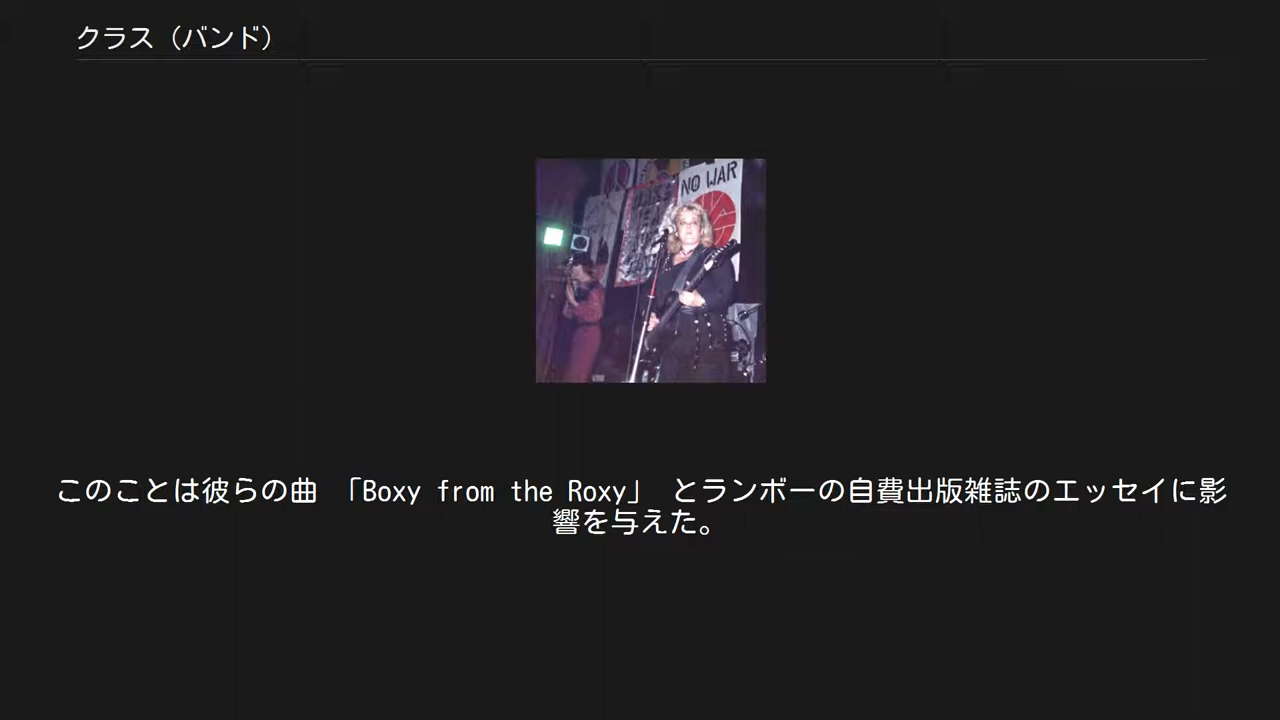 クラス（バンド）
NO WAR
このことは彼らの曲 「Boxy from the Roxy」 とランボーの自費出版雑誌のエッセイに影
響を与えた。